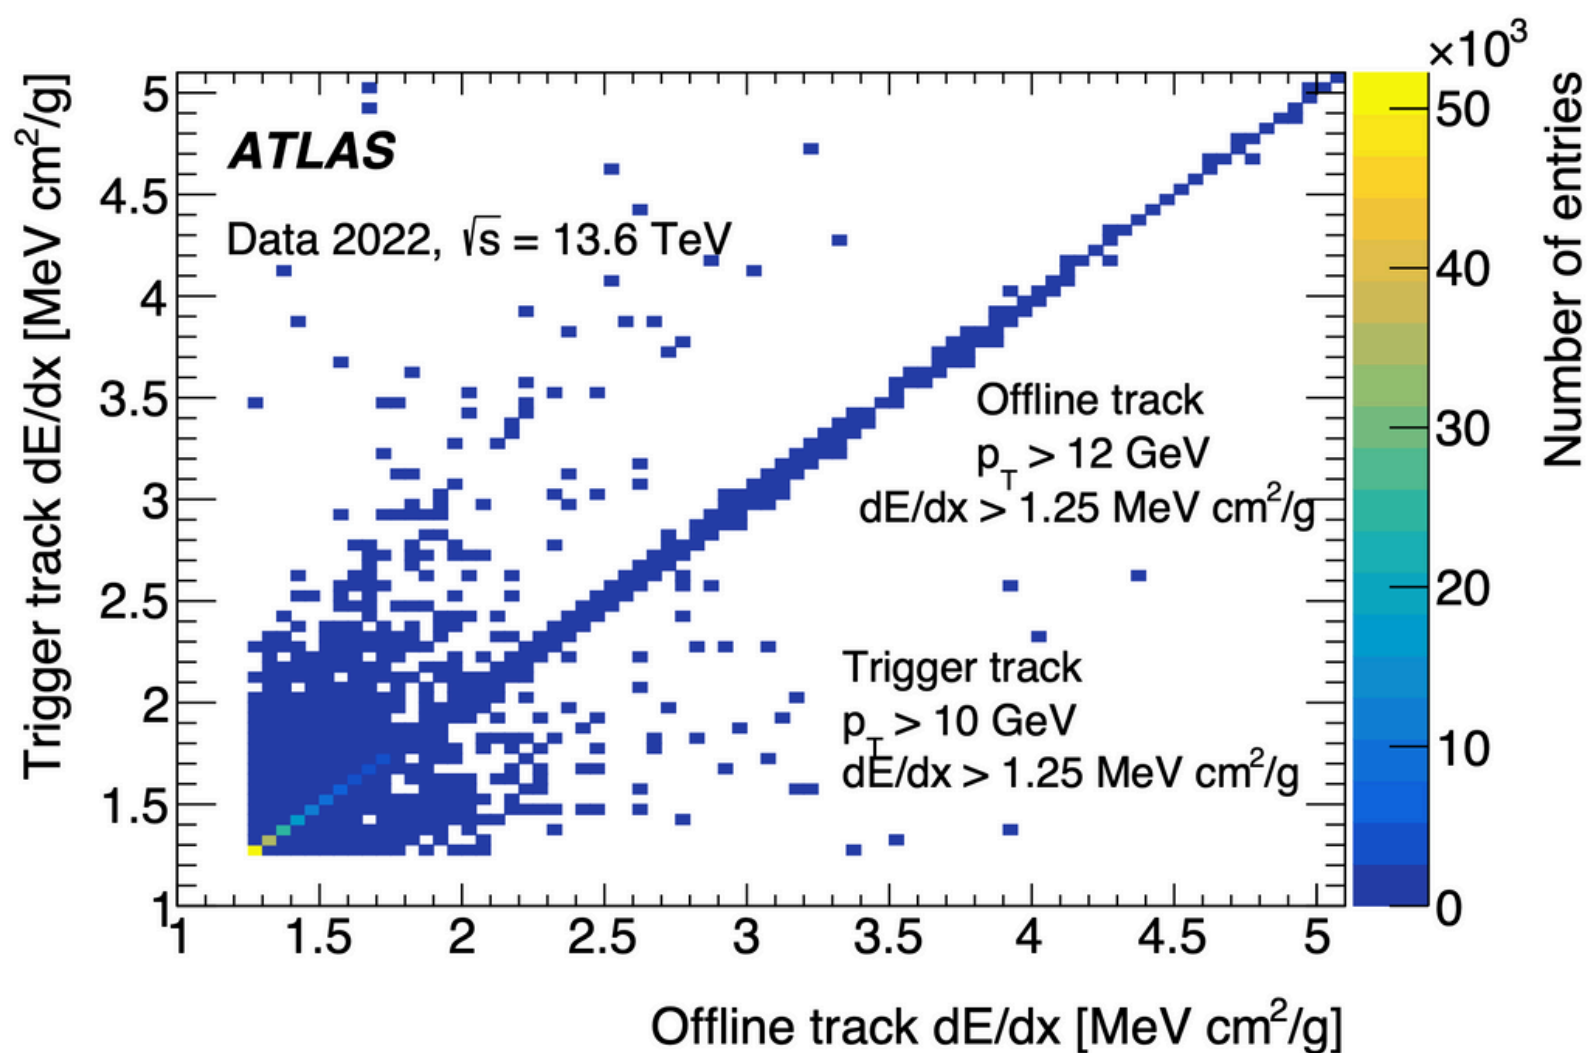 ×10³
5
4.5
4
3.5
3
2.5
2
1.5
1
Trigger track dE/dx [MeV cm²/g]
ATLAS
Data 2022, √s = 13.6 TeV
Offline track
p_T > 12 GeV
dE/dx > 1.25 MeV cm²/g
Trigger track
p_T > 10 GeV
dE/dx > 1.25 MeV cm²/g
50
40
30
20
10
0
Number of entries
1 1.5 2 2.5 3 3.5 4 4.5 5
Offline track dE/dx [MeV cm²/g]